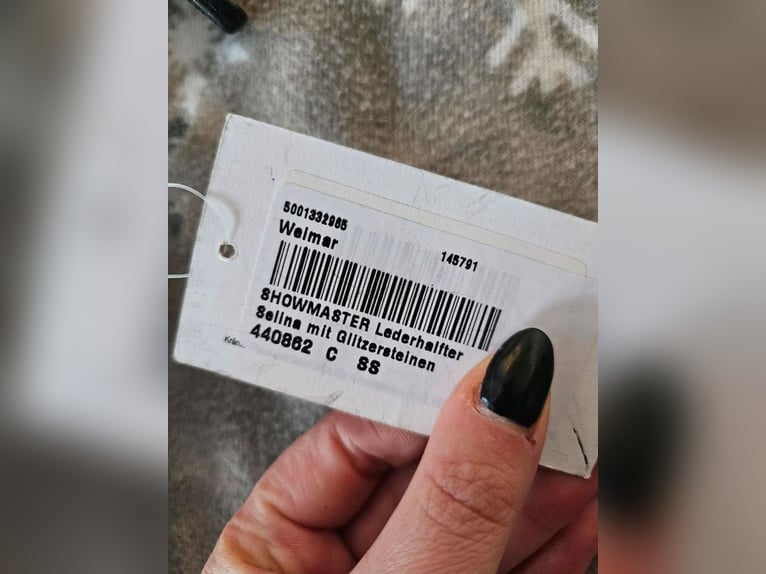 5001332965
Weimar
145791
SHOWMASTER Lederhalfter
Selina mit Glitzersteinen
440862 C SS